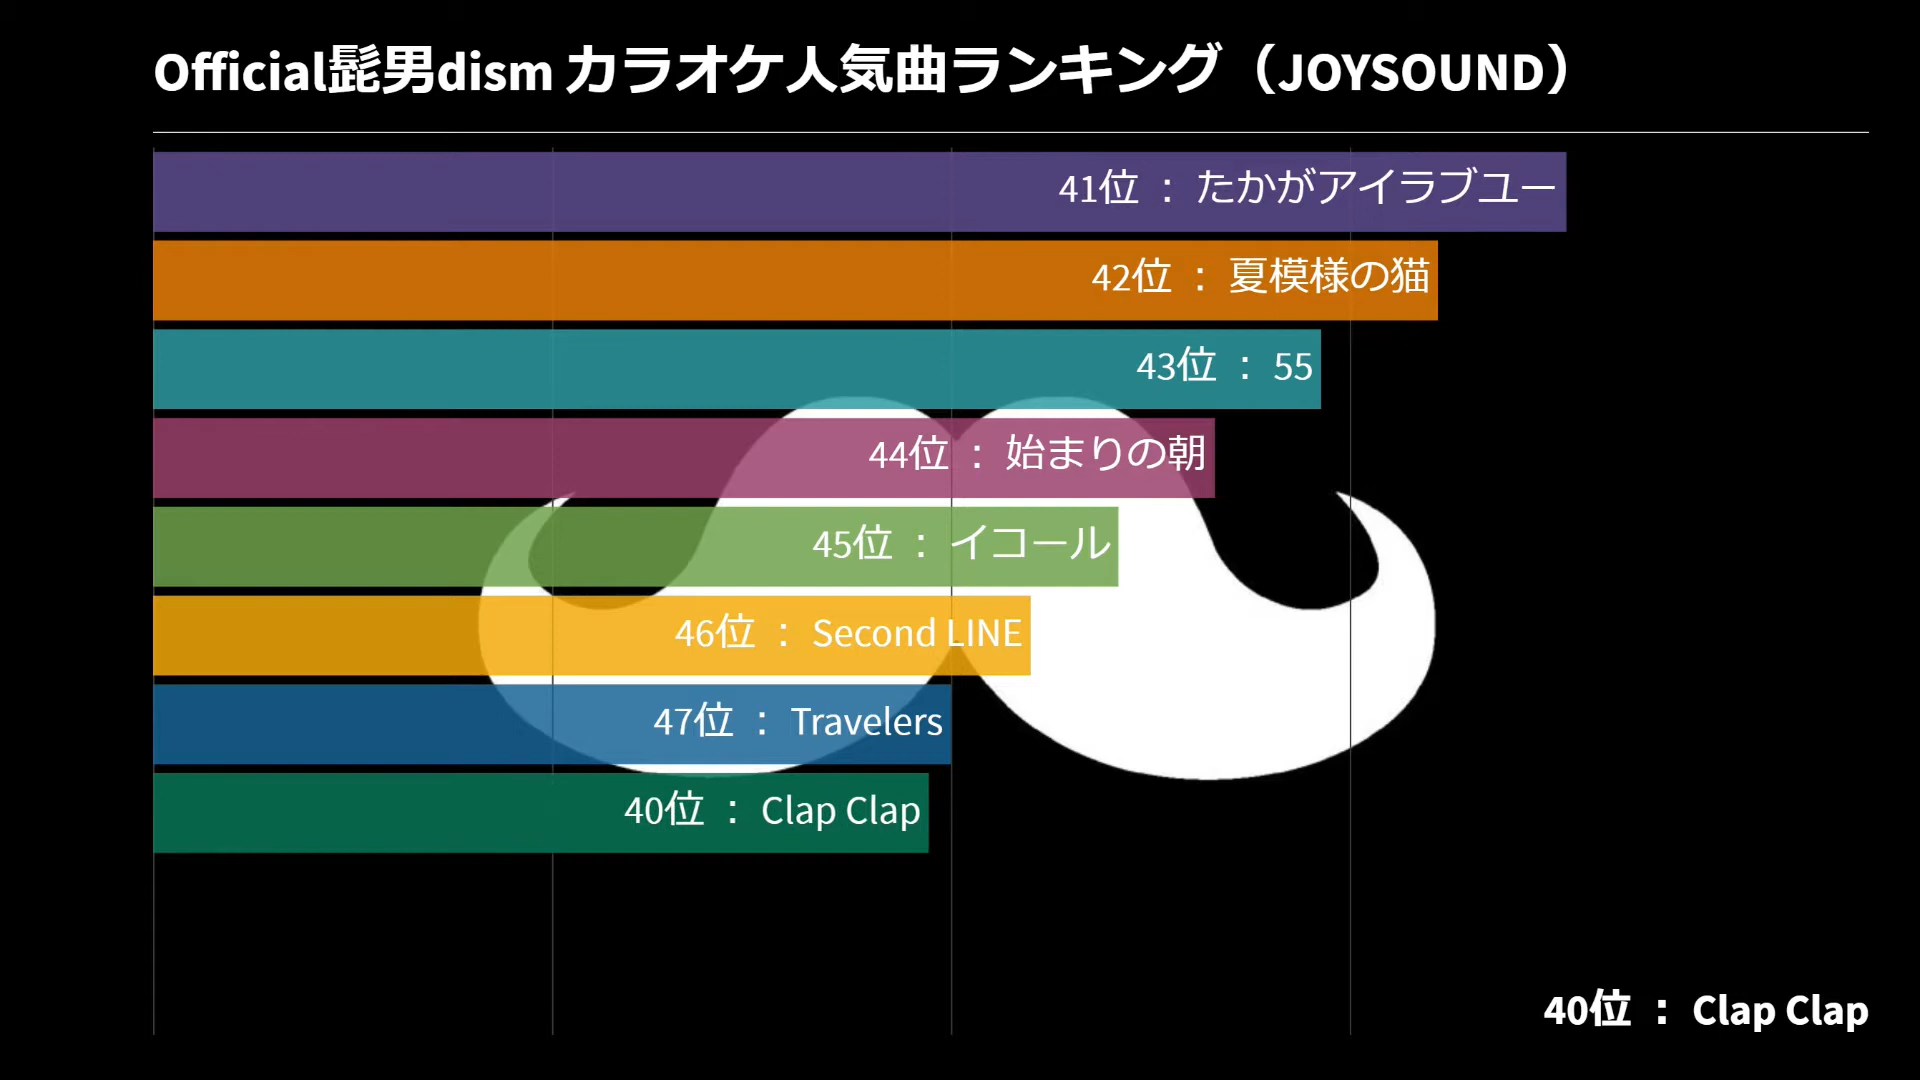 Official髭男dism カラオケ人気曲ランキング（JOYSOUND）
41位 ： たかがアイラブユー
42位 ： 夏模様の猫
43位 ： 55
44位 ： 始まりの朝
45位 ： イコール
46位 ： Second LINE
47位 ： Travelers
40位 ： Clap Clap
40位 ： Clap Clap